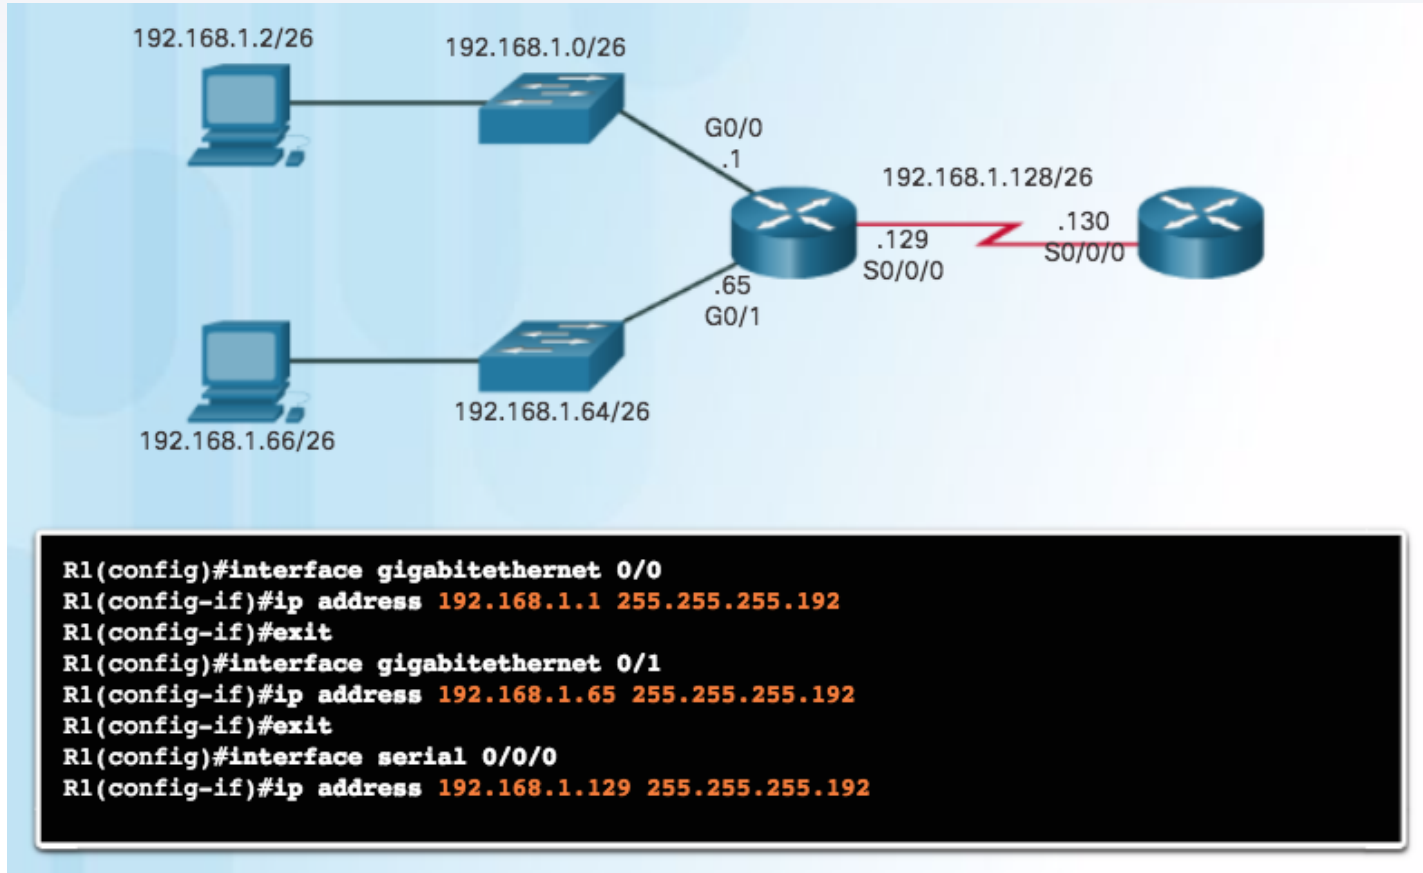 192.168.1.2/26
192.168.1.0/26
G0/0
.1
192.168.1.128/26
.129
S0/0/0
.130
S0/0/0
.65
G0/1
192.168.1.64/26
192.168.1.66/26
R1(config)#interface gigabitethernet 0/0
R1(config-if)#ip address 192.168.1.1 255.255.255.192
R1(config-if)#exit
R1(config)#interface gigabitethernet 0/1
R1(config-if)#ip address 192.168.1.65 255.255.255.192
R1(config-if)#exit
R1(config)#interface serial 0/0/0
R1(config-if)#ip address 192.168.1.129 255.255.255.192